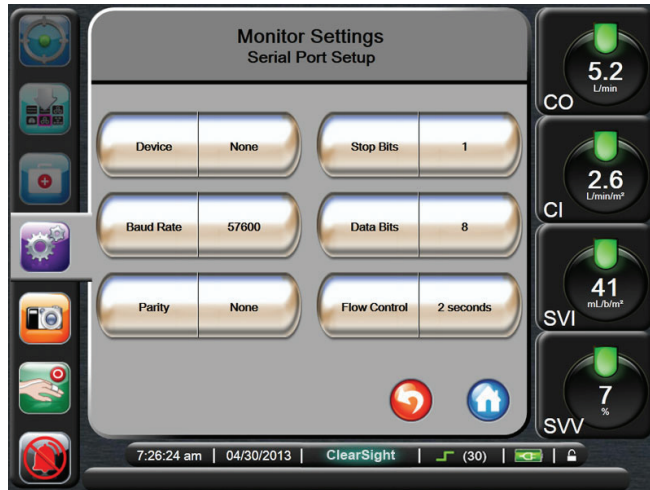 Monitor Settings
Serial Port Setup
Device None
Stop Bits 1
Baud Rate 57600
Data Bits 8
Parity None
Flow Control 2 seconds
5.2
L/min
CO
2.6
L/min/m²
CI
41
mL/b/m²
SVI
7
%
SVV
7:26:24 am | 04/30/2013 | ClearSight | (30) | |